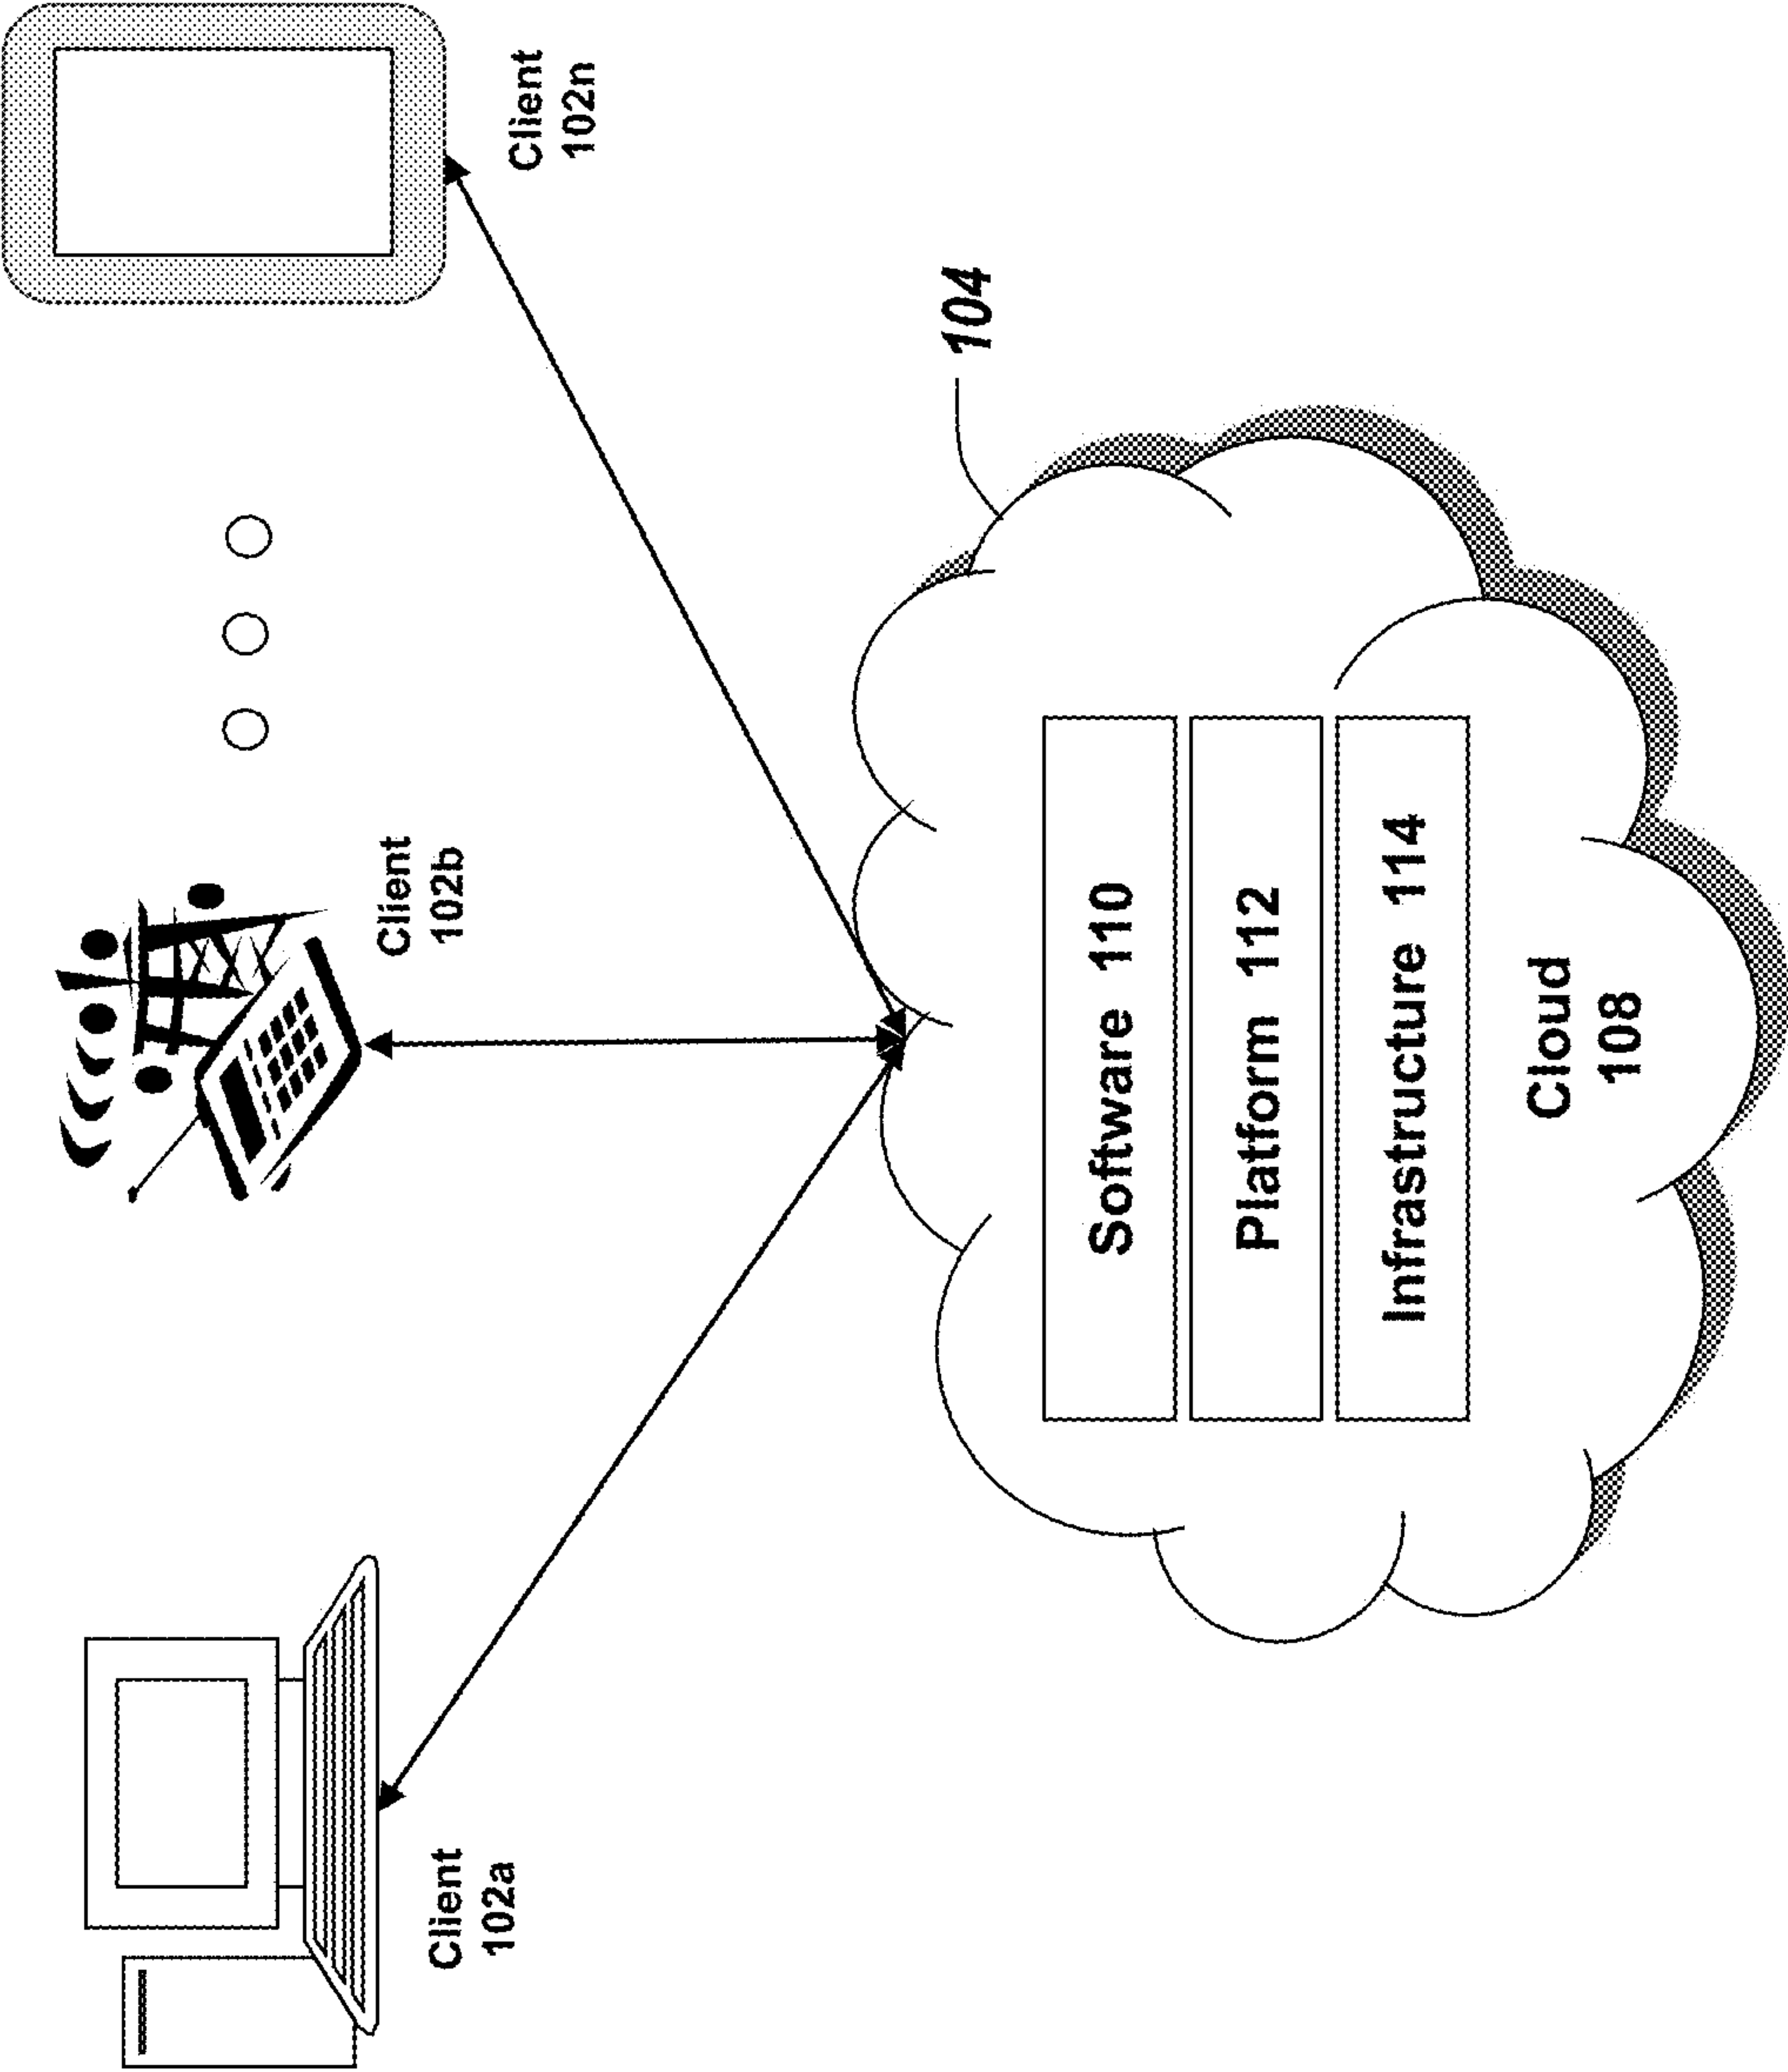 Client
102a
Client
102b
Client
102n
104
Software 110
Platform 112
Infrastructure 114
Cloud
108